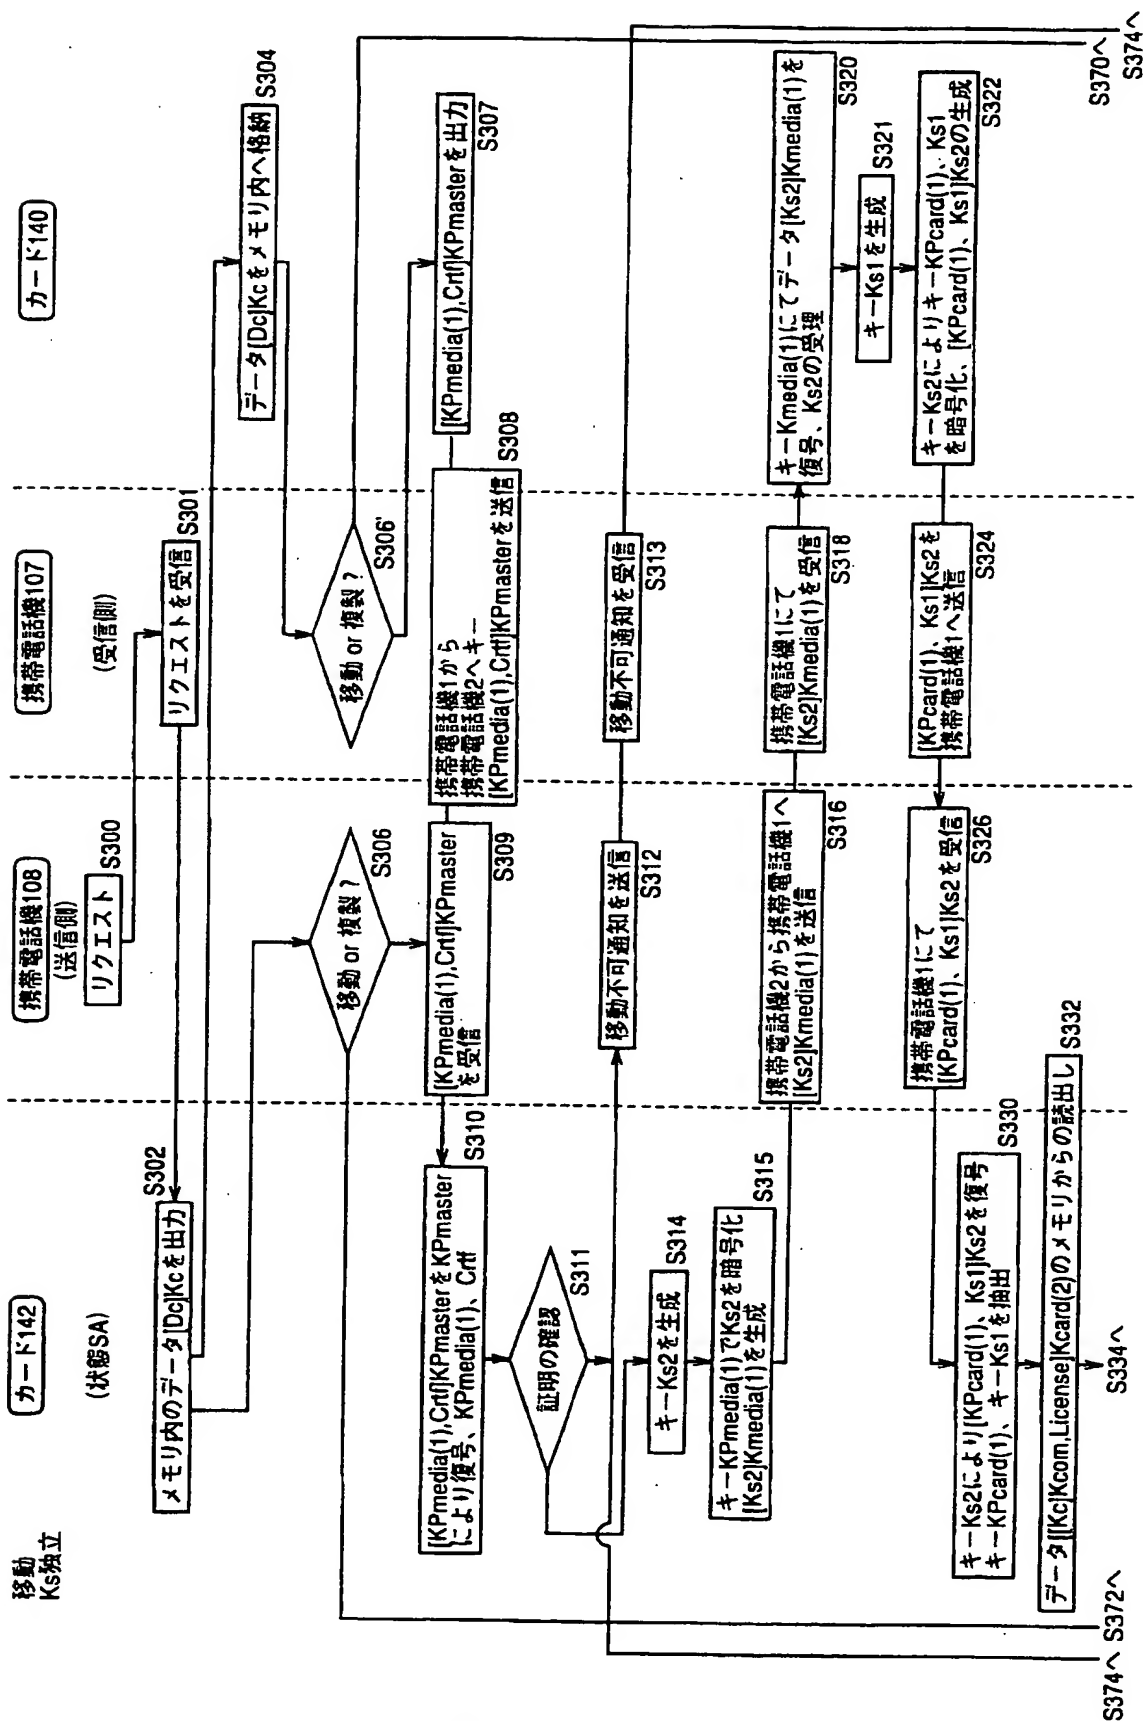 移動
Ks独立
カード142
(状態SA)
携帯電話機108
(送信側)
携帯電話機107
(受信側)
カード140
リクエスト
S300
リクエストを受信
S301
メモリ内のデータ[Dc]Kcを出力
S302
データ[Dc]Kcをメモリ内へ格納
S304
移動 or 複製？
S306
移動 or 複製？
S306'
[KPmedia(1),Crtf]KPmasterを出力
S307
携帯電話機1から
携帯電話機2へキー
[KPmedia(1),Crtf]KPmasterを送信
S308
[KPmedia(1),Crtf]KPmaster
を受信
S309
[KPmedia(1),Crtf]KPmasterをKPmaster
により復号、KPmedia(1)、Crtf
S310
証明の確認
S311
移動不可通知を送信
S312
移動不可通知を受信
S313
キーKs2を生成
S314
キーKPmedia(1)でKs2を暗号化
[Ks2]Kmedia(1)を生成
S315
携帯電話機2から携帯電話機1へ
[Ks2]Kmedia(1)を送信
S316
携帯電話機1にて
[Ks2]Kmedia(1)を受信
S318
キーKmedia(1)にてデータ[Ks2]Kmedia(1)を
復号、Ks2の受理
S320
キーKs1を生成
S321
キーKs2によりキーKPcard(1)、Ks1
を暗号化、[KPcard(1)、Ks1]Ks2の生成
S322
[KPcard(1)、Ks1]Ks2を
携帯電話機1へ送信
S324
携帯電話機1にて
[KPcard(1)、Ks1]Ks2を受信
S326
キーKs2により[KPcard(1)、Ks1]Ks2を復号
キーKPcard(1)、キーKs1を抽出
S330
データ[[Kc]Kcom,License]Kcard(2)のメモリからの読出し
S332
S374へ
S372へ
S334へ
S370へ
S374へ